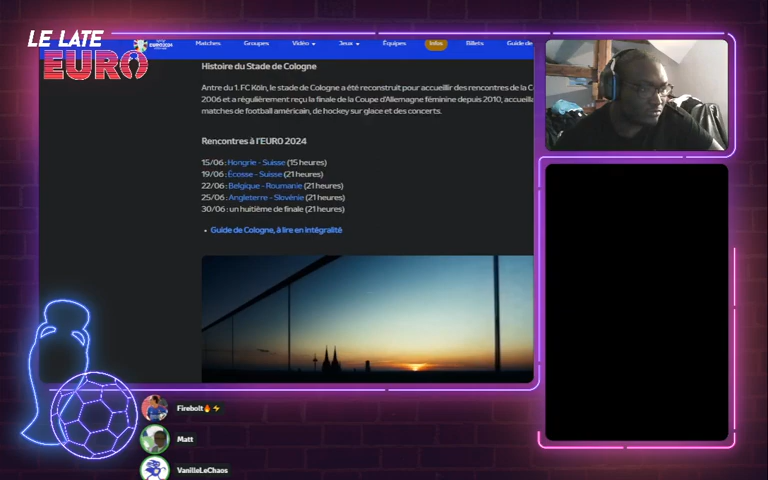 LE LATE
EURO
EURO2024
Matches
Groupes
Vidéo
Jeux
Équipes
Infos
Billets
Guide de
Histoire du Stade de Cologne
Antre du 1. FC Köln, le stade de Cologne a été reconstruit pour accueillir des rencontres de la C
2006 et a régulièrement reçu la finale de la Coupe d'Allemagne féminine depuis 2010, accueilla
matches de football américain, de hockey sur glace et des concerts.
Rencontres à l'EURO 2024
15/06 : Hongrie - Suisse (15 heures)
19/06 : Écosse - Suisse (21 heures)
22/06 : Belgique - Roumanie (21 heures)
25/06 : Angleterre - Slovénie (21 heures)
30/06 : un huitième de finale (21 heures)
• Guide de Cologne, à lire en intégralité
Firebolt🔥⚡
Matt
VanilleLeChaos